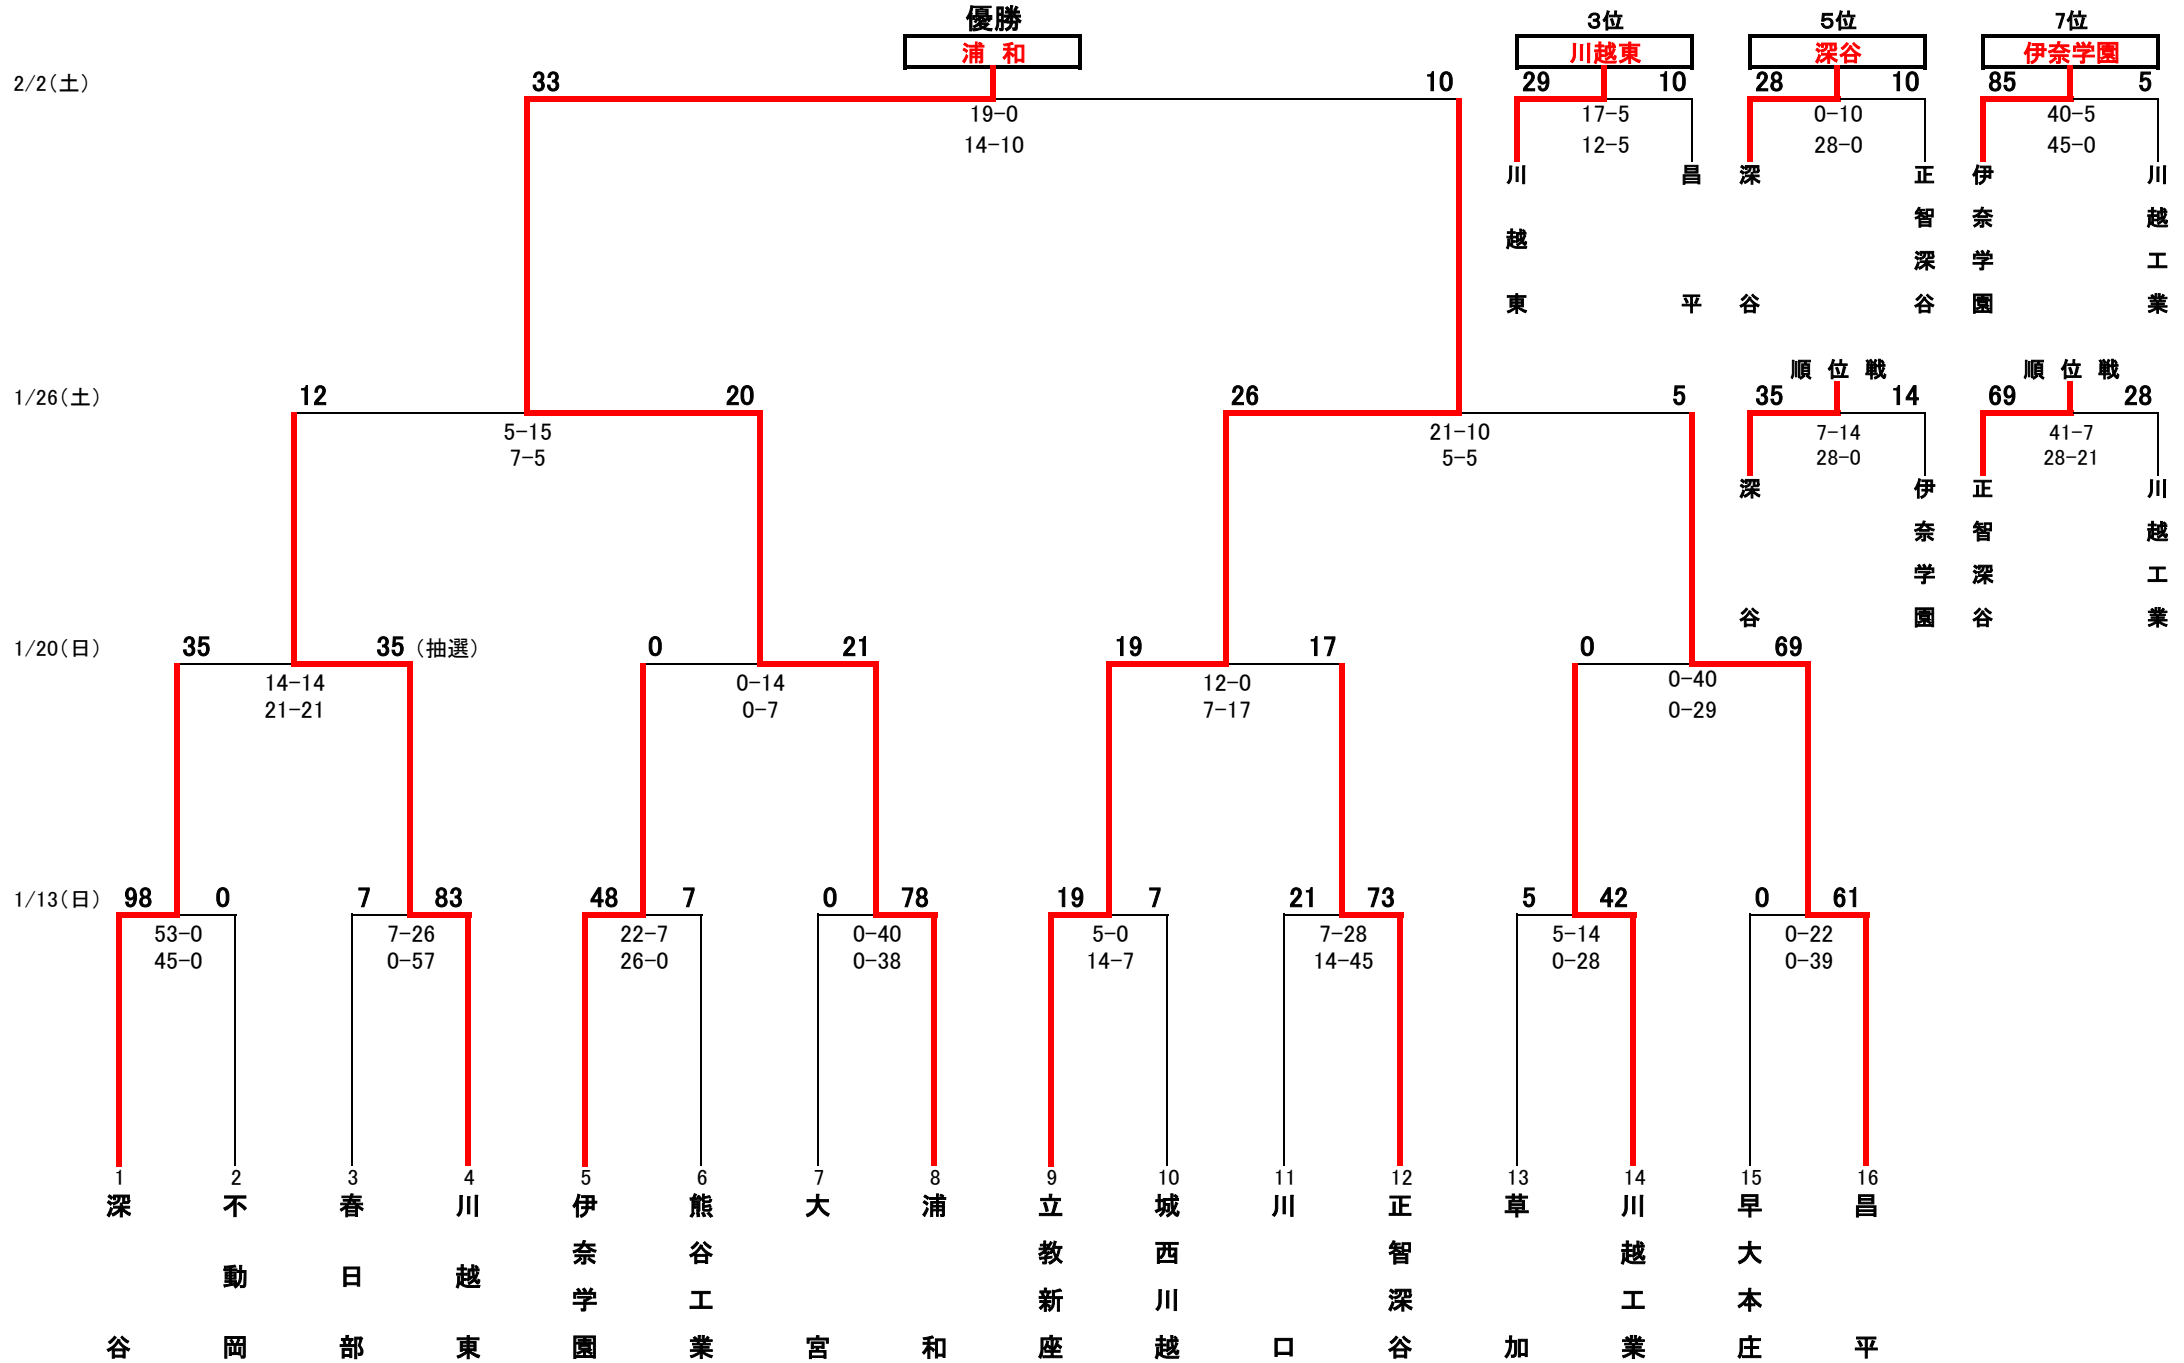 優勝
浦 和
3位
川越東
5位
深谷
7位
伊奈学園
2/2(土)
33
10
19-0
14-10
29
10
17-5
12-5
川越東
昌平
28
10
0-10
28-0
深谷
正智深谷
85
5
40-5
45-0
伊奈学園
川越工業
1/26(土)
12
20
5-15
7-5
26
5
21-10
5-5
順 位 戦
35
14
7-14
28-0
深谷
伊奈学園
順 位 戦
69
28
41-7
28-21
正智深谷
川越工業
1/20(日)
35
35 (抽選)
14-14
21-21
0
21
0-14
0-7
19
17
12-0
7-17
0
69
0-40
0-29
1/13(日)
98
0
53-0
45-0
7
83
7-26
0-57
48
7
22-7
26-0
0
78
0-40
0-38
19
7
5-0
14-7
21
73
7-28
14-45
5
42
5-14
0-28
0
61
0-22
0-39
1
深谷
2
不動岡
3
春日部
4
川越東
5
伊奈学園
6
熊谷工業
7
大宮
8
浦和
9
立教新座
10
城西川越
11
川口
12
正智深谷
13
草加
14
川越工業
15
早大本庄
16
昌平